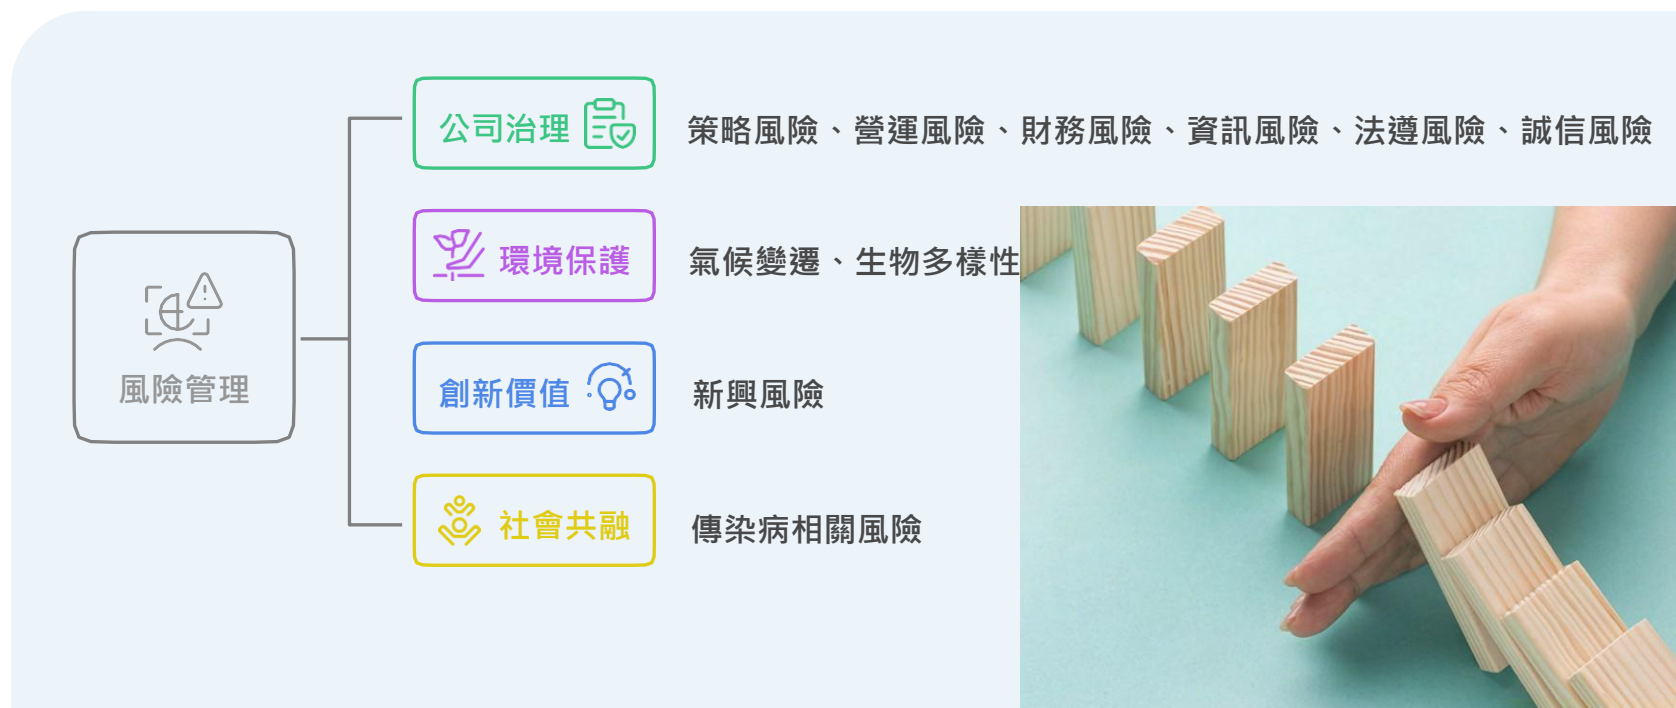 公司治理
策略風險、營運風險、財務風險、資訊風險、法遵風險、誠信風險
環境保護
氣候變遷、生物多樣性
風險管理
創新價值
新興風險
社會共融
傳染病相關風險